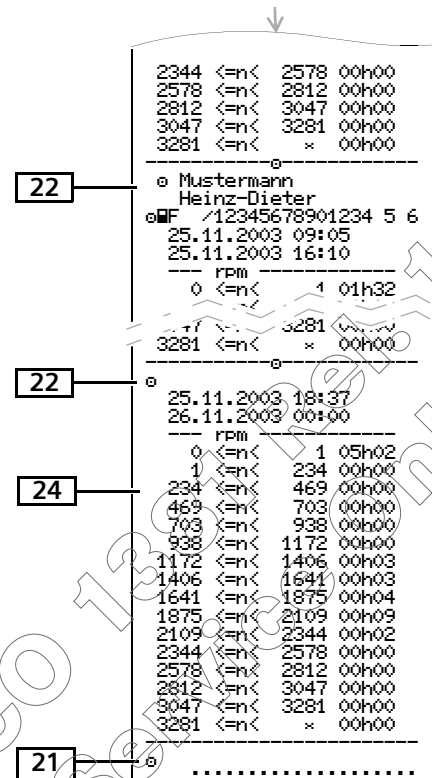 2344 <=n< 2578 00h00
2578 <=n< 2812 00h00
2812 <=n< 3047 00h00
3047 <=n< 3281 00h00
3281 <=n< × 00h00
22
Mustermann
Heinz-Dieter
F /12345678901234 5 6
25.11.2003 09:05
25.11.2003 16:10
--- rpm ---
0 <=n< 1 01h32
3281
3281 <=n< × 00h00
22
25.11.2003 18:37
26.11.2003 00:00
--- rpm ---
0 <=n< 1 05h02
1 <=n< 234 00h00
24
234 <=n< 469 00h00
469 <=n< 703 00h00
703 <=n< 938 00h00
938 <=n< 1172 00h00
1172 <=n< 1406 00h03
1406 <=n< 1641 00h03
1641 <=n< 1875 00h04
1875 <=n< 2109 00h09
2109 <=n< 2344 00h02
2344 <=n< 2578 00h00
2578 <=n< 2812 00h00
2812 <=n< 3047 00h00
3047 <=n< 3281 00h00
3281 <=n< × 00h00
21
....................